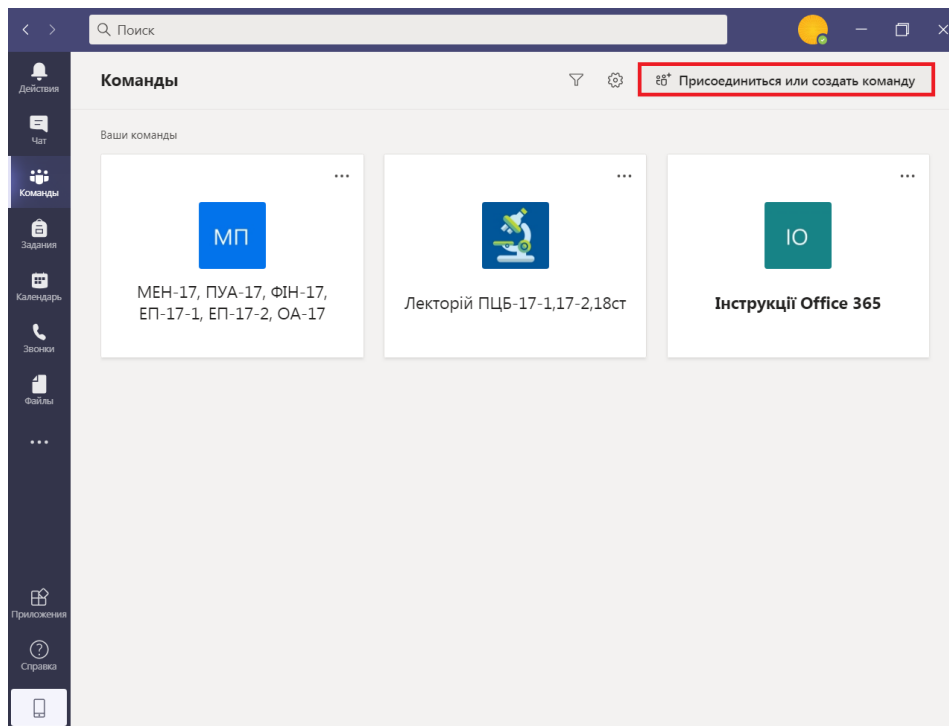 Поиск
Действия
Чат
Команды
Задания
Календарь
Звонки
Файлы
Приложения
Справка
Команды
Присоединиться или создать команду
Ваши команды
МП
МЕН-17, ПУА-17, ФІН-17,
ЕП-17-1, ЕП-17-2, ОА-17
Лекторій ПЦБ-17-1,17-2,18ст
ІО
Інструкції Office 365